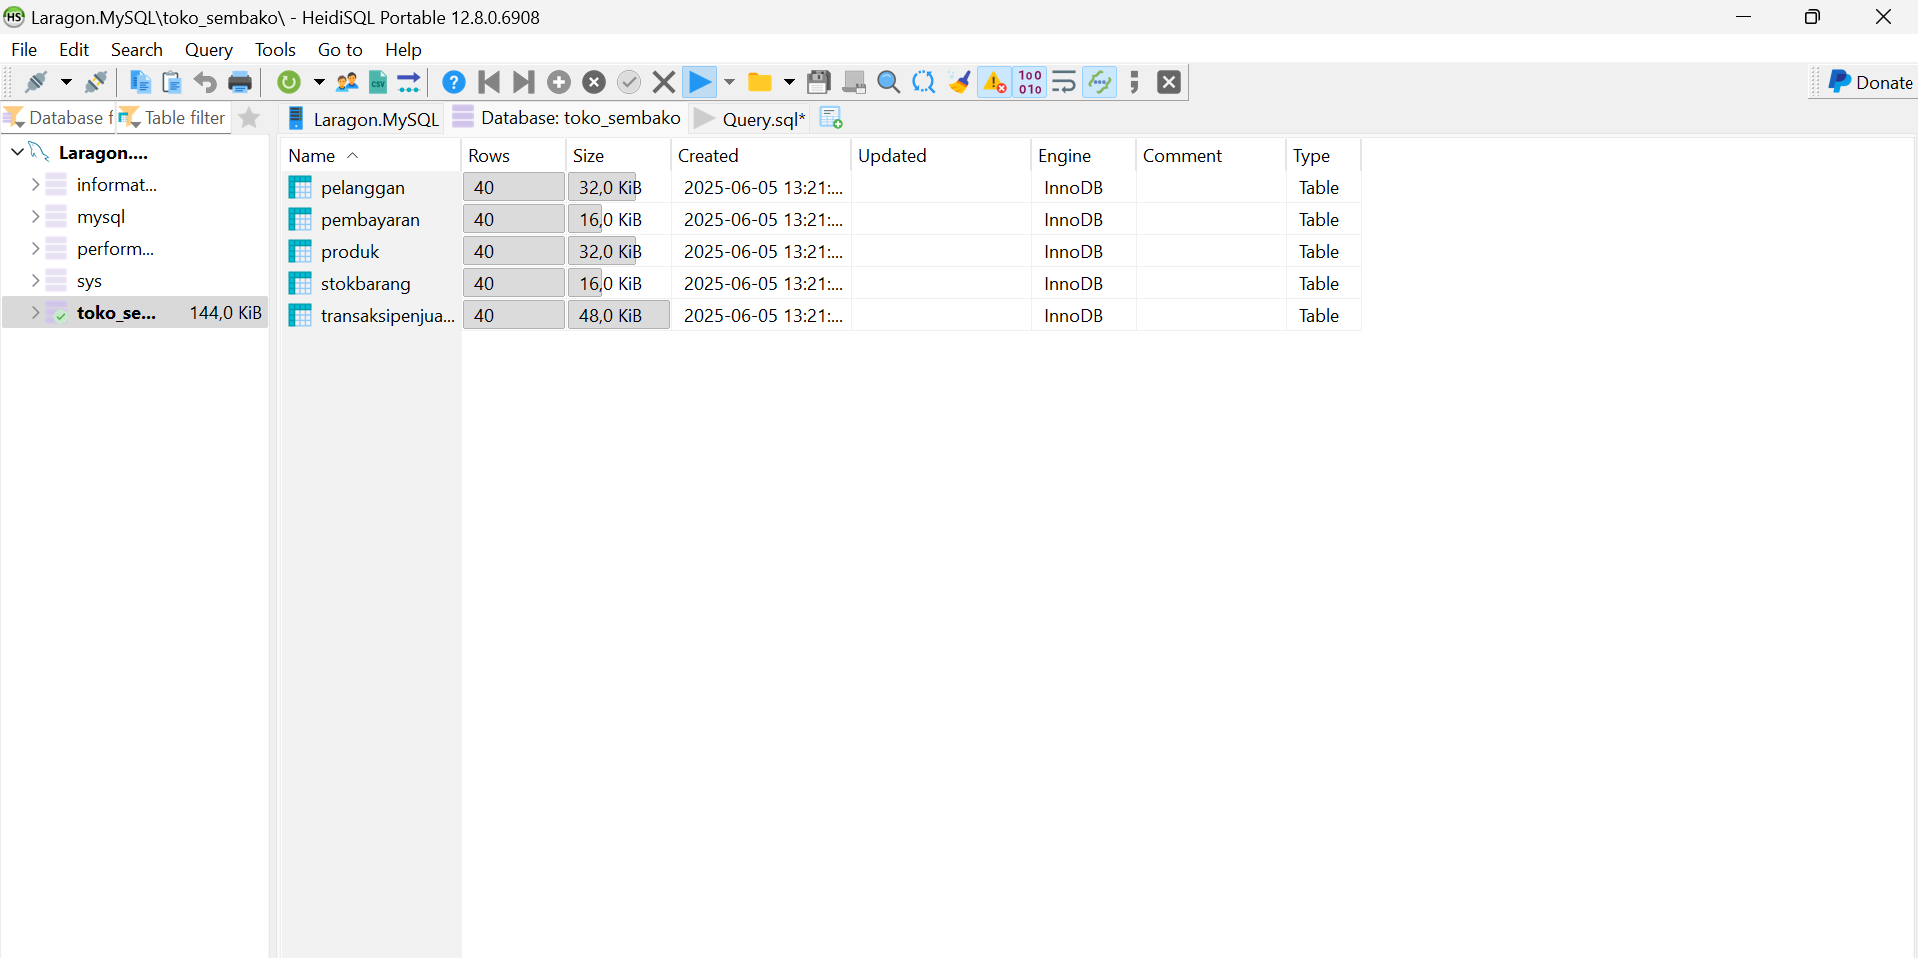 HS Laragon.MySQL\toko_sembako\ - HeidiSQL Portable 12.8.0.6908
File Edit Search Query Tools Go to Help
Donate
Database f Table filter Laragon.MySQL Database: toko_sembako Query.sql*
Laragon....
informat...
mysql
perform...
sys
toko_se... 144,0 KiB
Name Rows Size Created Updated Engine Comment Type
pelanggan 40 32,0 KiB 2025-06-05 13:21:... InnoDB Table
pembayaran 40 16,0 KiB 2025-06-05 13:21:... InnoDB Table
produk 40 32,0 KiB 2025-06-05 13:21:... InnoDB Table
stokbarang 40 16,0 KiB 2025-06-05 13:21:... InnoDB Table
transaksipenjua... 40 48,0 KiB 2025-06-05 13:21:... InnoDB Table